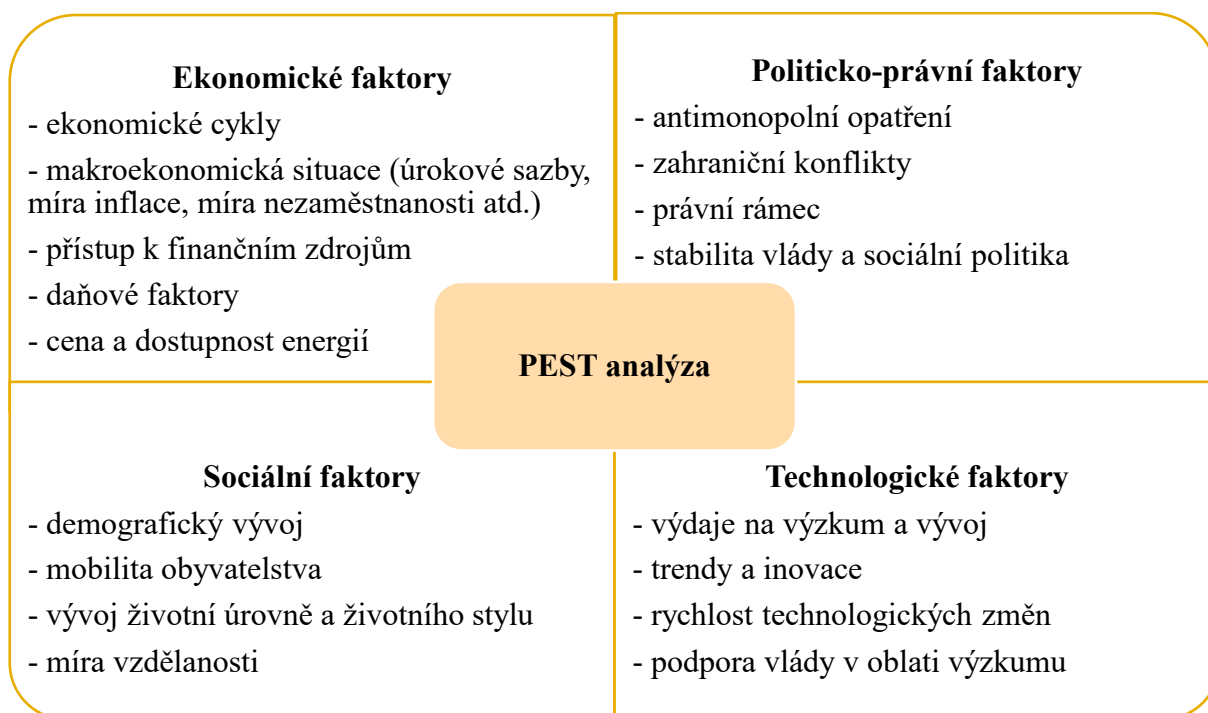 Ekonomické faktory
- ekonomické cykly
- makroekonomická situace (úrokové sazby,
míra inflace, míra nezaměstnanosti atd.)
- přístup k finančním zdrojům
- daňové faktory
- cena a dostupnost energií
Politicko-právní faktory
- antimonopolní opatření
- zahraniční konflikty
- právní rámec
- stabilita vlády a sociální politika
PEST analýza
Sociální faktory
- demografický vývoj
- mobilita obyvatelstva
- vývoj životní úrovně a životního stylu
- míra vzdělanosti
Technologické faktory
- výdaje na výzkum a vývoj
- trendy a inovace
- rychlost technologických změn
- podpora vlády v oblati výzkumu